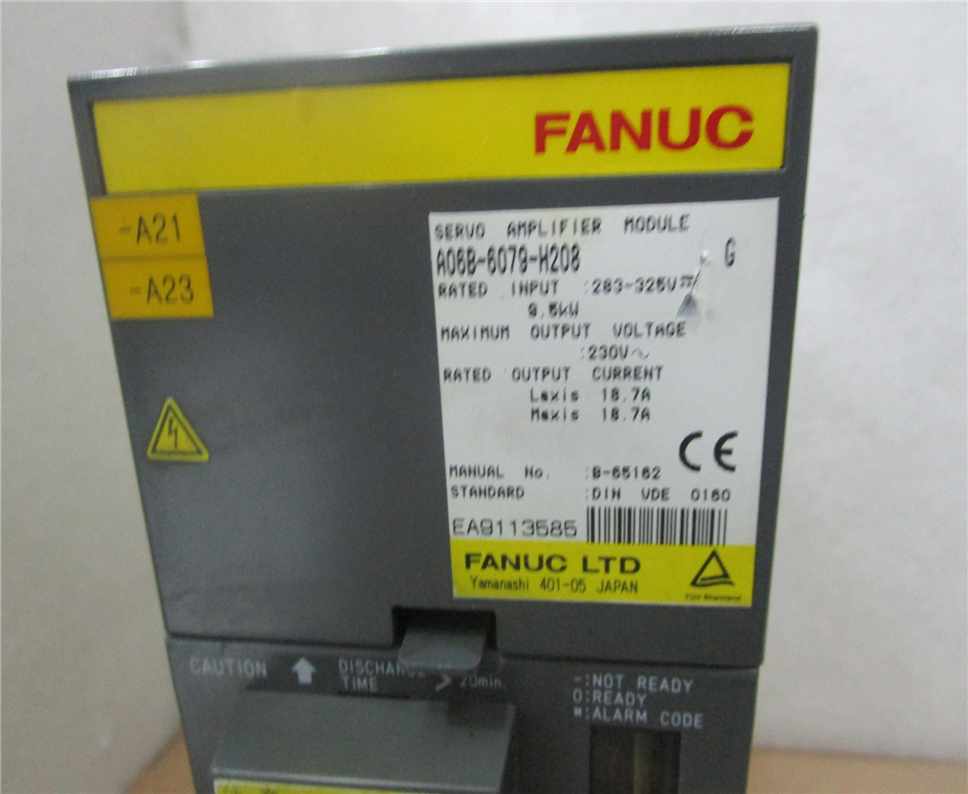 FANUC
-A21
-A23
SERVO AMPLIFIER MODULE
A06B-6079-H208 G
RATED INPUT :283-325V
9.5kW
MAXIMUM OUTPUT VOLTAGE
:230V~
RATED OUTPUT CURRENT
Laxis 18.7A
Maxis 18.7A
CE
MANUAL No. :B-65162
STANDARD :DIN VDE 0160
EA9113585
FANUC LTD
Yamanashi 401-05 JAPAN
TÜV Rheinland
CAUTION DISCHARGE
TIME > 20min.
-:NOT READY
0:READY
#:ALARM CODE